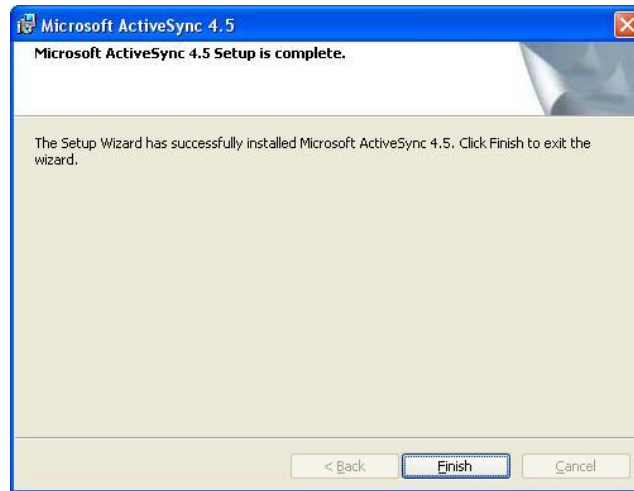 Microsoft ActiveSync 4.5
Microsoft ActiveSync 4.5 Setup is complete.
The Setup Wizard has successfully installed Microsoft ActiveSync 4.5. Click Finish to exit the
wizard.
< Back Finish Cancel